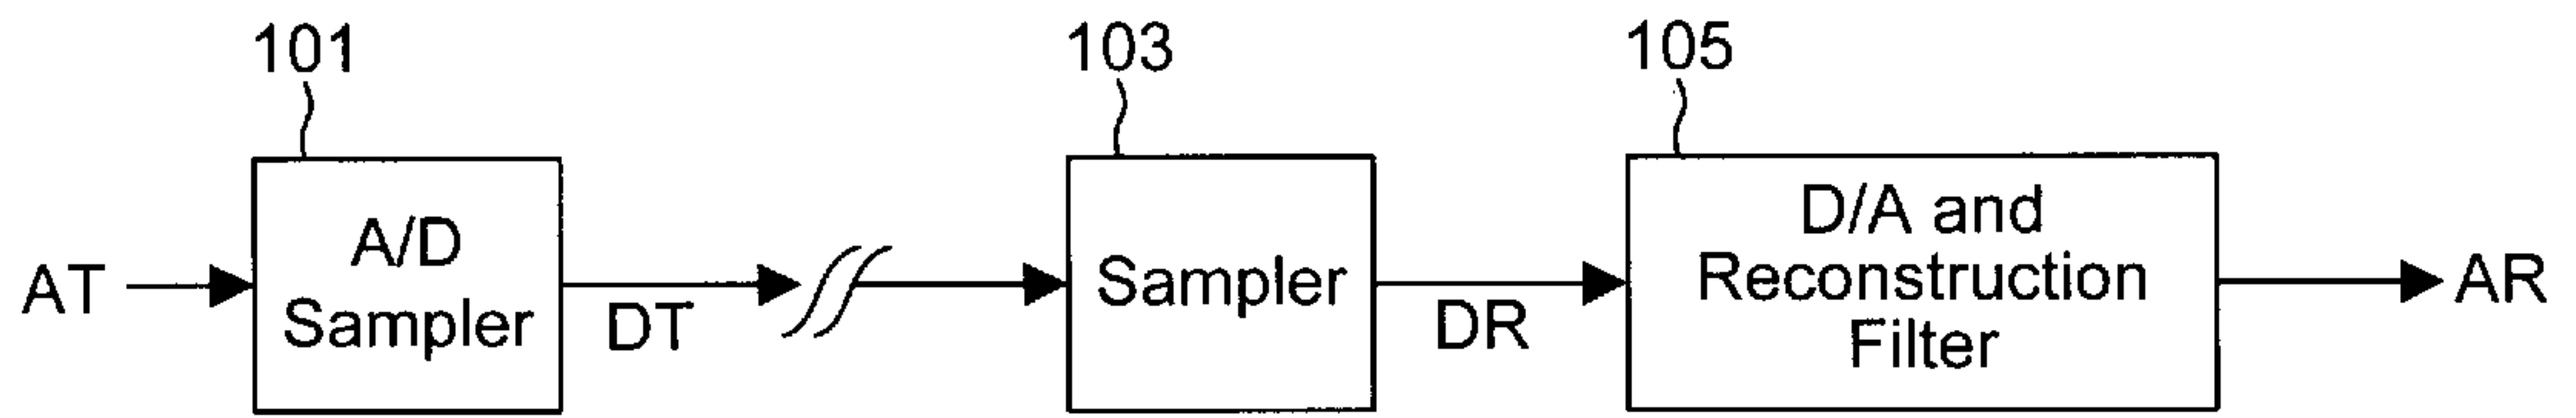 101
103
105
AT
A/D
Sampler
DT
Sampler
DR
D/A and
Reconstruction
Filter
AR